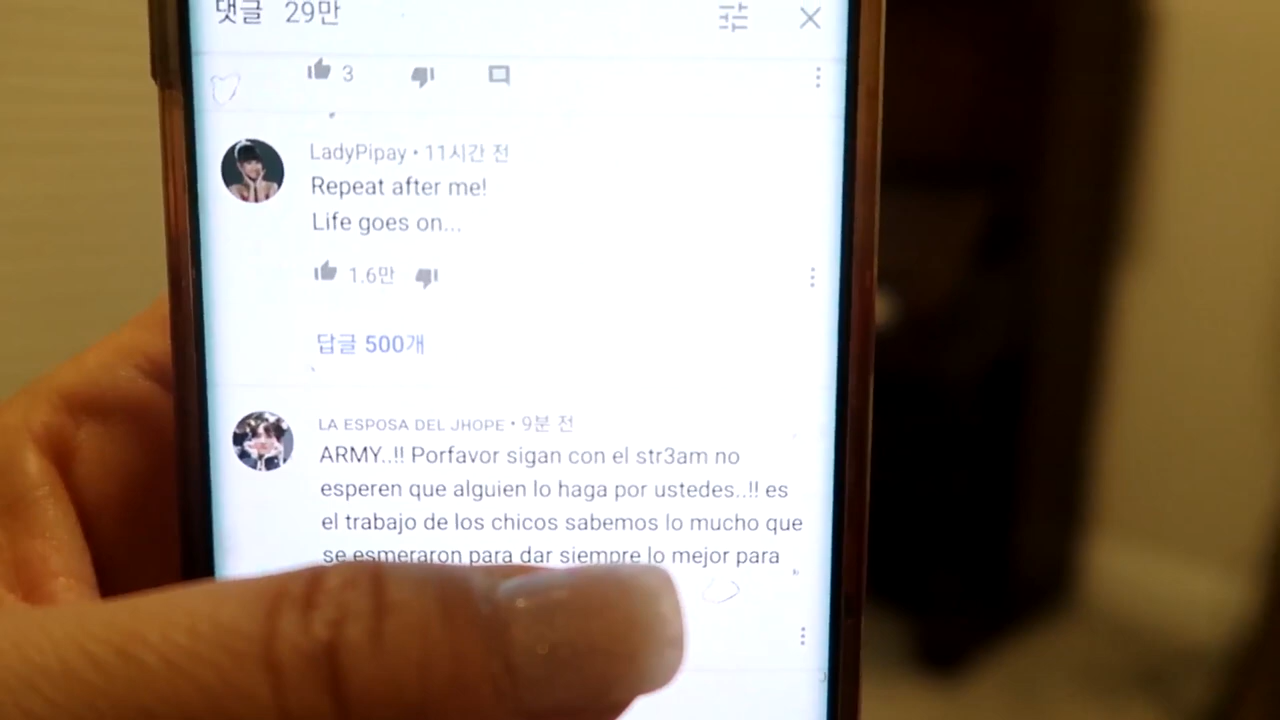 댓글 29만
3
LadyPipay • 11시간 전
Repeat after me!
Life goes on...
1.6만
답글 500개
LA ESPOSA DEL JHOPE • 9분 전
ARMY..!! Porfavor sigan con el str3am no
esperen que alguien lo haga por ustedes..!! es
el trabajo de los chicos sabemos lo mucho que
se esmeraron para dar siempre lo mejor para